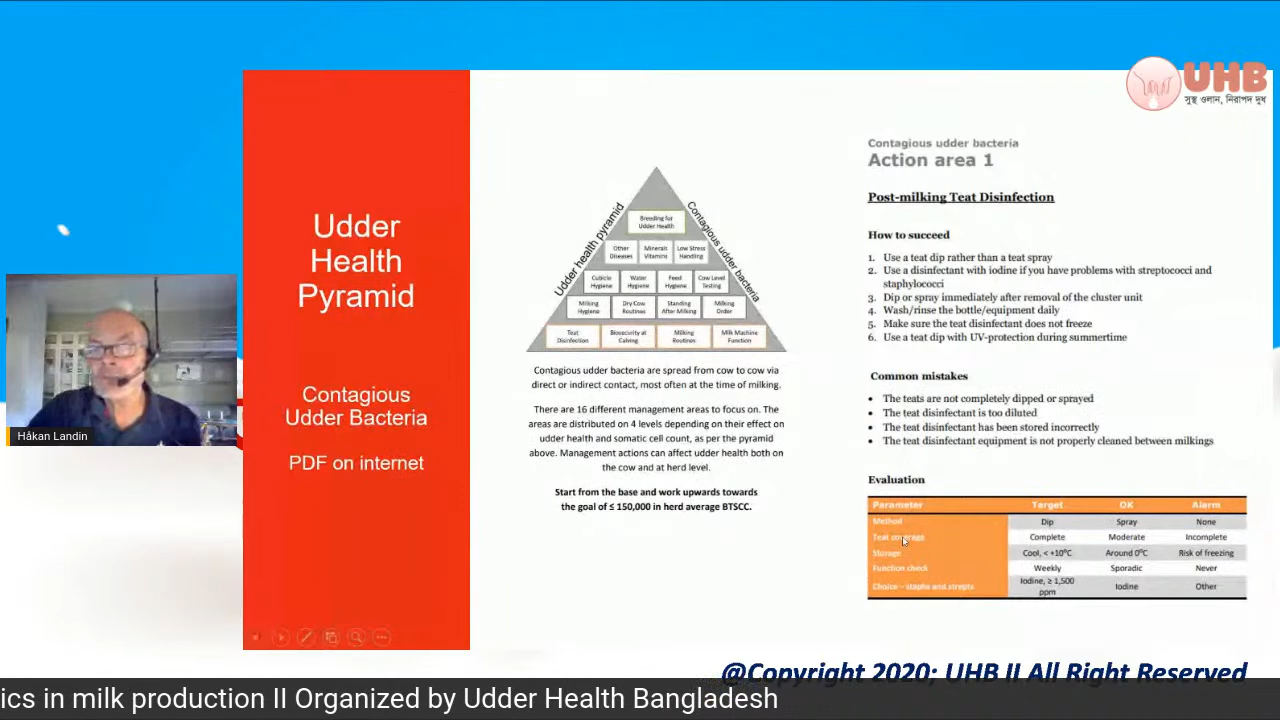 UHB
সুস্থ ওলান, নিরাপদ দুধ
Udder
Health
Pyramid
Contagious
Udder Bacteria
PDF on internet
Udder health pyramid
Contagious udder bacteria
Breeding for
Udder Health
Other
Diseases
Minerals
Vitamins
Low Stress
Handling
Cubicle
Hygiene
Water
Hygiene
Feed
Hygiene
Cow Level
Testing
Milking
Hygiene
Dry Cow
Routines
Standing
After Milking
Milking
Order
Teat
Disinfection
Biosecurity at
Calving
Milking
Routines
Milk Machine
Function
Contagious udder bacteria are spread from cow to cow via
direct or indirect contact, most often at the time of milking.
There are 16 different management areas to focus on. The
areas are distributed on 4 levels depending on their effect on
udder health and somatic cell count, as per the pyramid
above. Management actions can affect udder health both on
the cow and at herd level.
Start from the base and work upwards towards
the goal of ≤ 150,000 in herd average BTSCC.
Contagious udder bacteria
Action area 1
Post-milking Teat Disinfection
How to succeed
1. Use a teat dip rather than a teat spray
2. Use a disinfectant with iodine if you have problems with streptococci and
staphylococci
3. Dip or spray immediately after removal of the cluster unit
4. Wash/rinse the bottle/equipment daily
5. Make sure the teat disinfectant does not freeze
6. Use a teat dip with UV-protection during summertime
Common mistakes
• The teats are not completely dipped or sprayed
• The teat disinfectant is too diluted
• The teat disinfectant has been stored incorrectly
• The teat disinfectant equipment is not properly cleaned between milkings
Evaluation
Parameter Target OK Alarm
Method Dip Spray None
Teat coverage Complete Moderate Incomplete
Storage Cool, < +10°C Around 0°C Risk of freezing
Function check Weekly Sporadic Never
Choice - staphs and strepts Iodine, ≥ 1,500
ppm Iodine Other
Håkan Landin
@Copyright 2020; UHB II All Right Reserved
ics in milk production II Organized by Udder Health Bangladesh